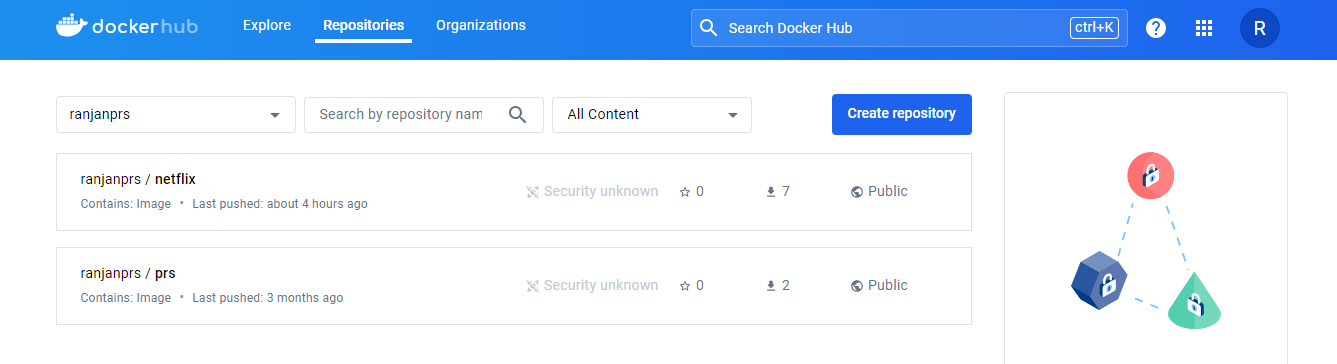 dockerhub
Explore
Repositories
Organizations
Search Docker Hub
ctrl+K
?
R
ranjanprs
Search by repository nam
All Content
Create repository
ranjanprs / netflix
Contains: Image • Last pushed: about 4 hours ago
Security unknown
0
7
Public
ranjanprs / prs
Contains: Image • Last pushed: 3 months ago
Security unknown
0
2
Public